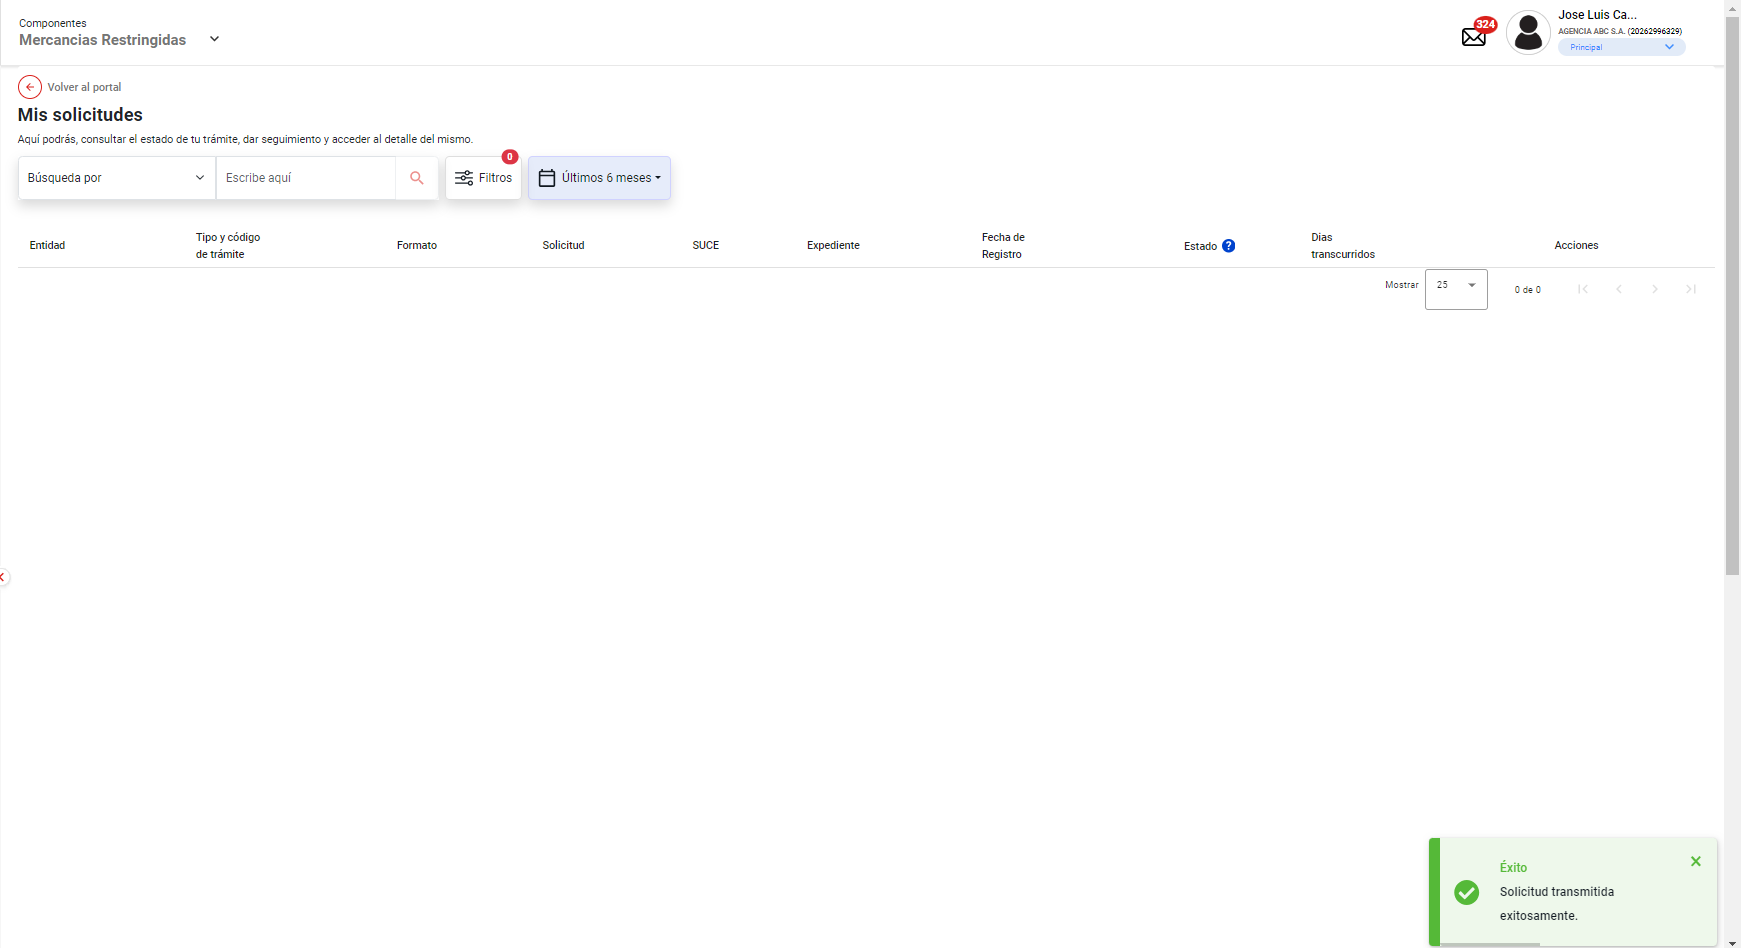 Componentes
Mercancias Restringidas
324
Jose Luis Ca...
AGENCIA ABC S.A. (20262996329)
Principal
Volver al portal
Mis solicitudes
Aquí podrás, consultar el estado de tu trámite, dar seguimiento y acceder al detalle del mismo.
Búsqueda por
Escribe aquí
0
Filtros
Últimos 6 meses
Entidad
Tipo y código
de trámite
Formato
Solicitud
SUCE
Expediente
Fecha de
Registro
Estado ?
Dias
transcurridos
Acciones
Mostrar
25
0 de 0
Éxito
Solicitud transmitida
exitosamente.